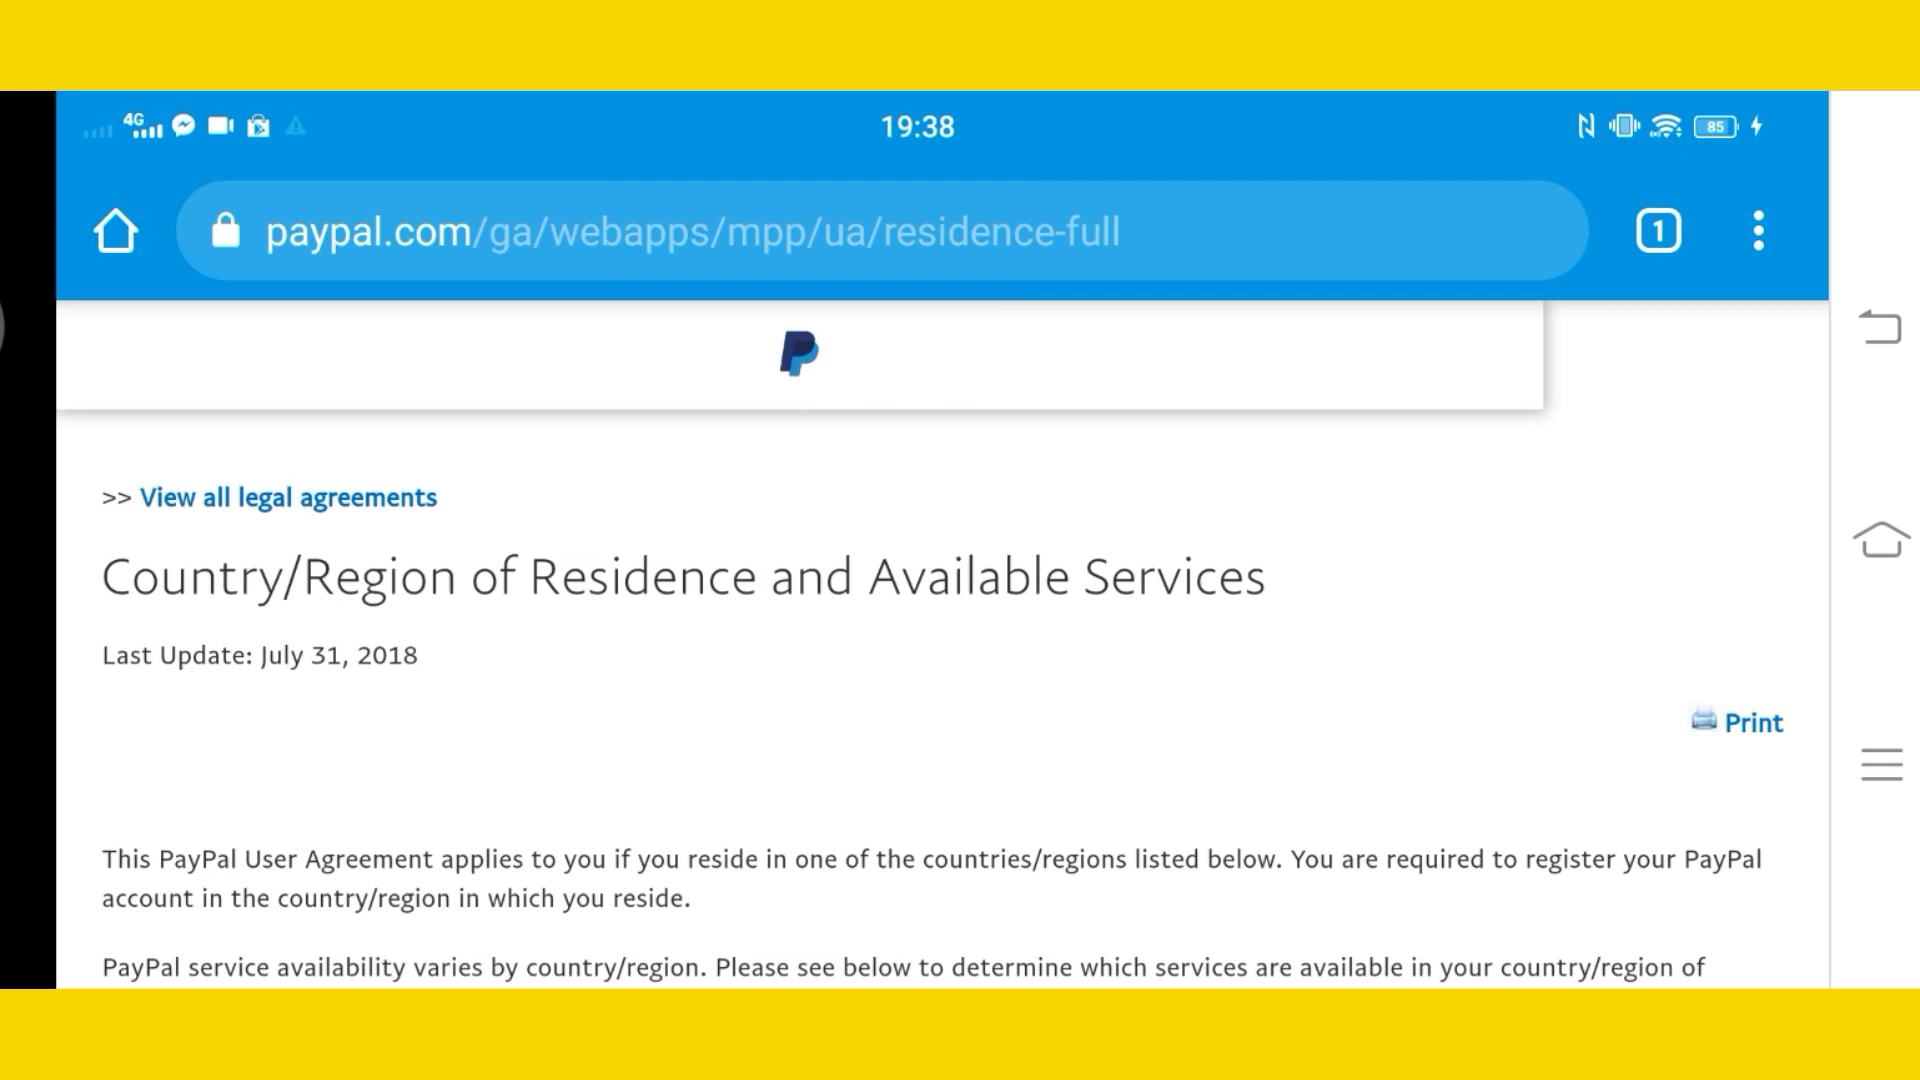 4G
19:38
85
paypal.com/ga/webapps/mpp/ua/residence-full
1
>> View all legal agreements
Country/Region of Residence and Available Services
Last Update: July 31, 2018
Print
This PayPal User Agreement applies to you if you reside in one of the countries/regions listed below. You are required to register your PayPal
account in the country/region in which you reside.
PayPal service availability varies by country/region. Please see below to determine which services are available in your country/region of